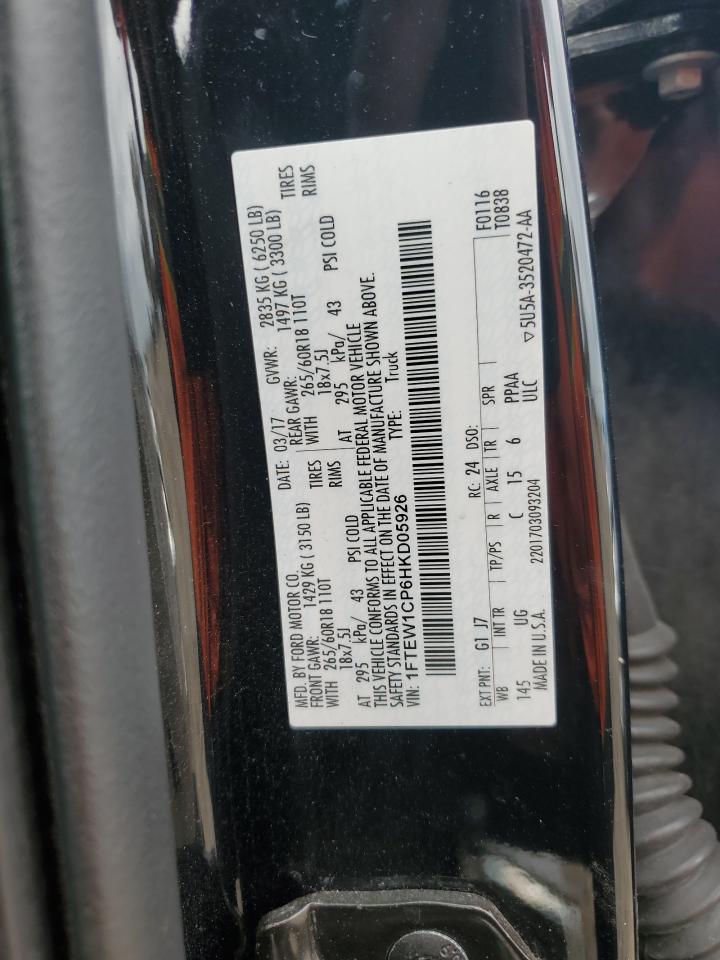 MFD. BY FORD MOTOR CO. DATE: 03/17 GVWR: 2835 KG ( 6250 LB)
FRONT GAWR: 1429 KG ( 3150 LB) REAR GAWR: 1497 KG ( 3300 LB)
WITH 265/60R18 110T TIRES WITH 265/60R18 110T TIRES
18x7.5J RIMS 18x7.5J RIMS
AT 295 kPa/ 43 PSI COLD AT 295 kPa/ 43 PSI COLD
THIS VEHICLE CONFORMS TO ALL APPLICABLE FEDERAL MOTOR VEHICLE
SAFETY STANDARDS IN EFFECT ON THE DATE OF MANUFACTURE SHOWN ABOVE.
VIN: 1FTEW1CP6HKD05926 TYPE: Truck
EXT PNT: G1 J7 RC: 24 DSO: F0116
WB INT TR TP/PS R AXLE TR SPR T0838
145 UG C 15 6 PPAA
ULC
MADE IN U.S.A. 2201703093204 ▽5U5A-3520472-AA